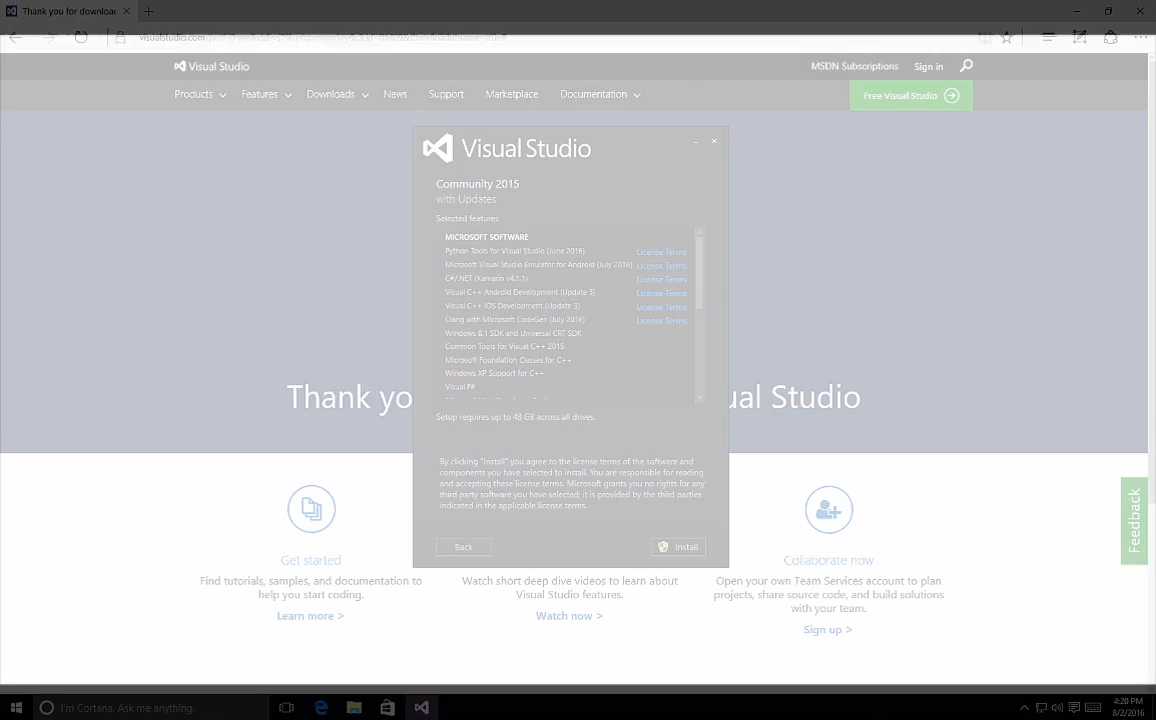 Thank you for downloa
Visual Studio
MSDN Subscriptions
Sign in
Products
Features
Downloads
News
Support
Marketplace
Documentation
Free Visual Studio
Visual Studio
Community 2015
with Updates
Selected features
MICROSOFT SOFTWARE
Python Tools for Visual Studio (June 2016) License Terms
Microsoft Visual Studio Emulator for Android (July 2016) License Terms
C#/.NET (Xamarin v4.1.1) License Terms
Visual C++ Android Development (Update 3) License Terms
Visual C++ iOS Development (Update 3) License Terms
Clang with Microsoft CodeGen (July 2016) License Terms
Windows 8.1 SDK and Universal CRT SDK
Common Tools for Visual C++ 2015
Microsoft Foundation Classes for C++
Windows XP Support for C++
Visual F#
Thank yo
ual Studio
Setup requires up to 48 GB across all drives.
By clicking "Install" you agree to the license terms of the software and
components you have selected to install. You are responsible for reading
and accepting these license terms. Microsoft grants you no rights for any
third party software you have selected; it is provided by the third parties
indicated in the applicable license terms.
Back
Install
Feedback
Get started
Find tutorials, samples, and documentation to
help you start coding.
Learn more >
Watch short deep dive videos to learn about
Visual Studio features.
Watch now >
Collaborate now
Open your own Team Services account to plan
projects, share source code, and build solutions
with your team.
Sign up >
I'm Cortana. Ask me anything.
4:20 PM
8/2/2016